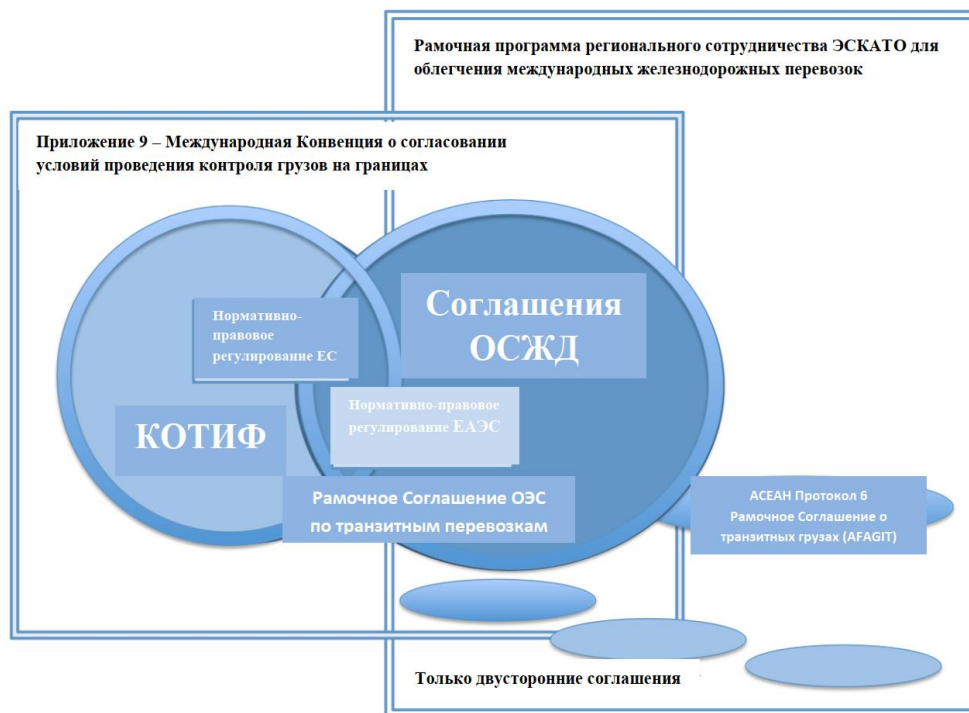 Рамочная программа регионального сотрудничества ЭСКАТО для
облегчения международных железнодорожных перевозок
Приложение 9 – Международная Конвенция о согласовании
условий проведения контроля грузов на границах
Нормативно-
правовое
регулирование ЕС
Соглашения
ОСЖД
Нормативно-правовое
регулирование ЕАЭС
КОТИФ
Рамочное Соглашение ОЭС
по транзитным перевозкам
АСЕАН Протокол 6
Рамочное Соглашение о
транзитных грузах (AFAGIT)
Только двусторонние соглашения